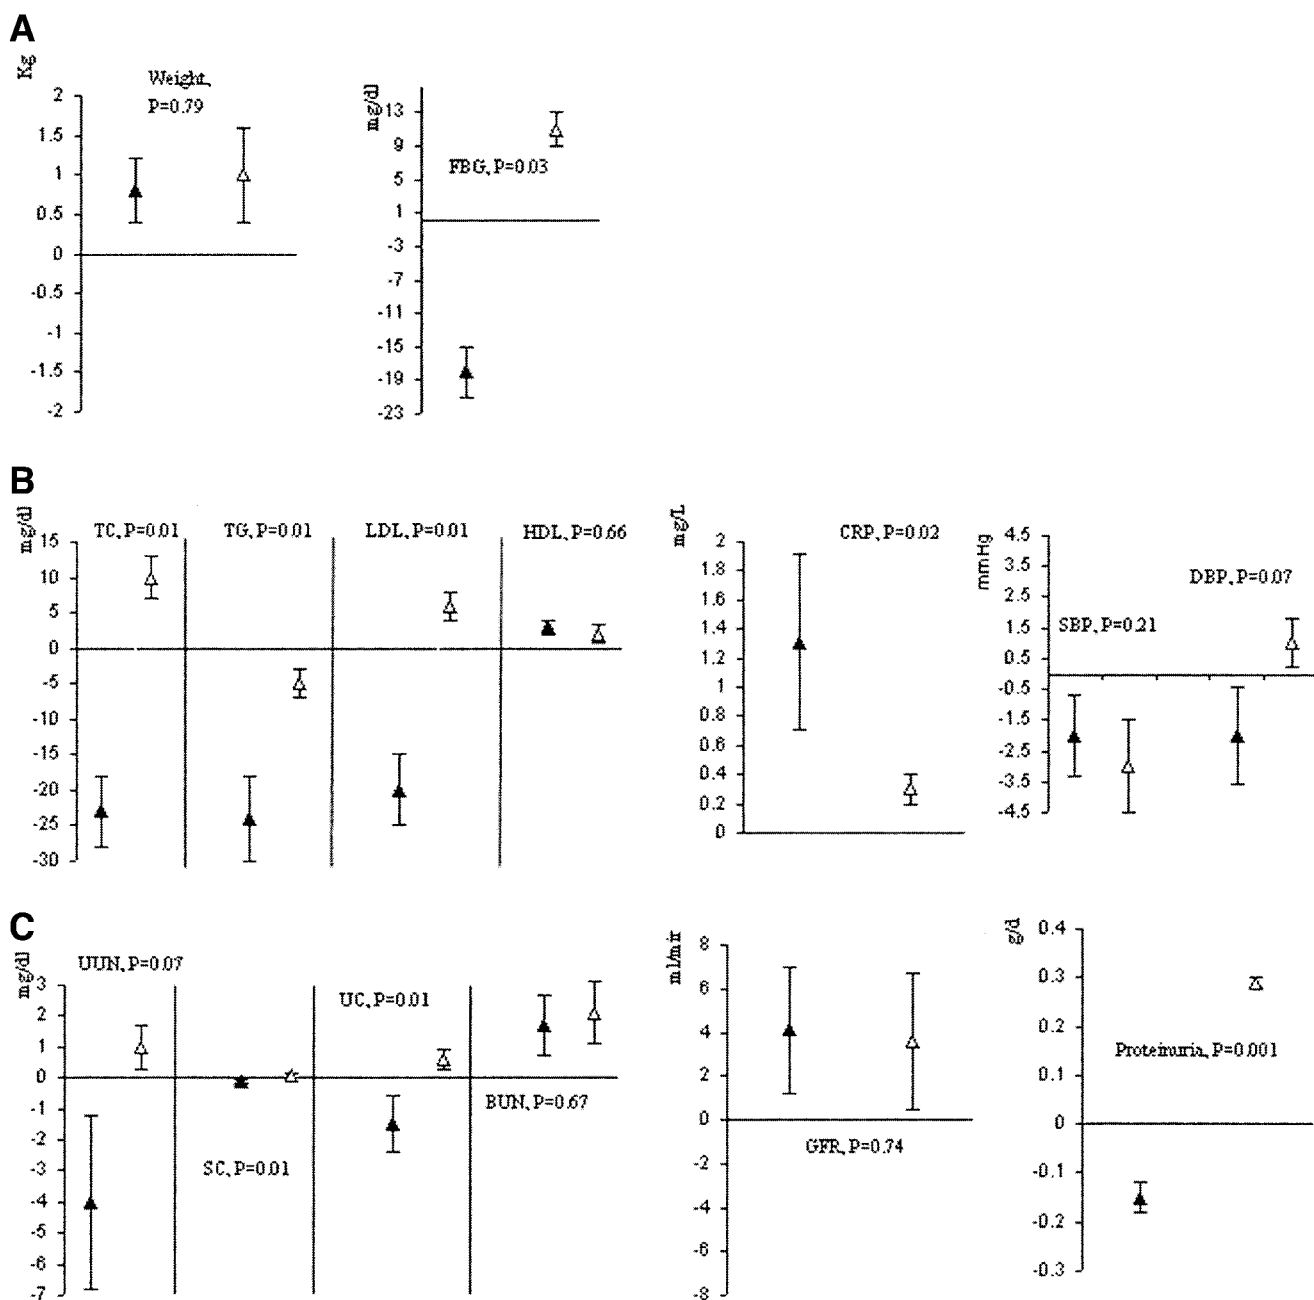 A
Kg
Weight,
P=0.79
2
1.5
1
0.5
0
-0.5
-1
-1.5
-2
mg/dl
FBG, P=0.03
13
9
5
1
-3
-7
-11
-15
-19
-23
B
mg/dl
TC, P=0.01
TG, P=0.01
LDL, P=0.01
HDL, P=0.66
15
10
5
0
-5
-10
-15
-20
-25
-30
mg/L
CRP, P=0.02
2
1.8
1.6
1.4
1.2
1
0.8
0.6
0.4
0.2
0
mmHg
DBP, P=0.07
SBP, P=0.21
4.5
3.5
2.5
1.5
0.5
-0.5
-1.5
-2.5
-3.5
-4.5
C
mg/dl
UUN, P=0.07
UC, P=0.01
SC, P=0.01
BUN, P=0.67
3
2
1
0
-1
-2
-3
-4
-5
-6
-7
ml/mir
8
6
4
2
0
-2
-4
-6
-8
GFR, P=0.74
g/d
0.4
0.3
0.2
0.1
0
-0.1
-0.2
-0.3
Proteinuria, P=0.001